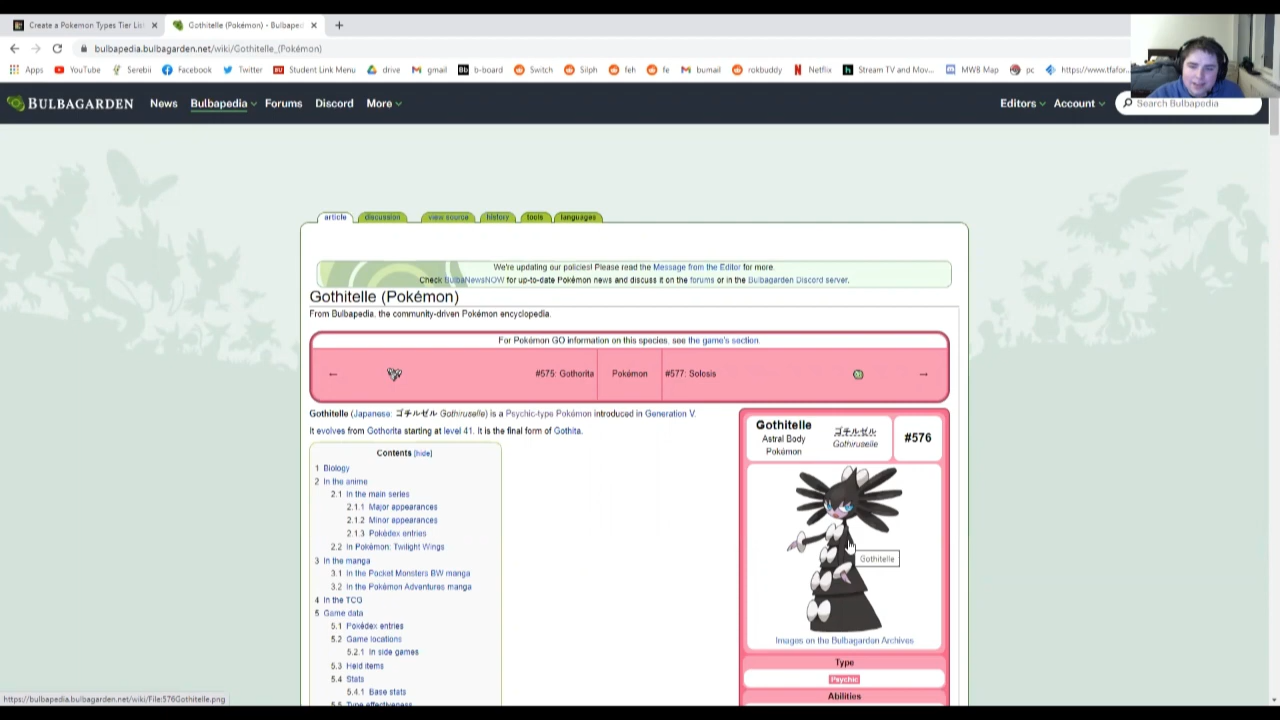 Create a Pokemon Types Tier Lis
Gothitelle (Pokémon) - Bulbaped
bulbapedia.bulbagarden.net/wiki/Gothitelle_(Pokémon)
Apps YouTube Serebii Facebook Twitter Student Link Menu drive gmail b-board Switch Silph feh fe bumail rokbuddy Netflix Stream TV and Mov... MWB Map pc https://www.tfafor...
BULBAGARDEN News Bulbapedia Forums Discord More Editors Account Search Bulbapedia
article discussion view source history tools languages
We're updating our policies! Please read the Message from the Editor for more.
Check BulbaNewsNOW for up-to-date Pokémon news and discuss it on the forums or in the Bulbagarden Discord server.
Gothitelle (Pokémon)
From Bulbapedia, the community-driven Pokémon encyclopedia.
For Pokémon GO information on this species, see the game's section.
← #575: Gothorita Pokémon #577: Solosis →
Gothitelle (Japanese: ゴチルゼル Gothiruselle) is a Psychic-type Pokémon introduced in Generation V.
It evolves from Gothorita starting at level 41. It is the final form of Gothita.
Contents [hide]
1 Biology
2 In the anime
2.1 In the main series
2.1.1 Major appearances
2.1.2 Minor appearances
2.1.3 Pokédex entries
2.2 In Pokémon: Twilight Wings
3 In the manga
3.1 In the Pocket Monsters BW manga
3.2 In the Pokémon Adventures manga
4 In the TCG
5 Game data
5.1 Pokédex entries
5.2 Game locations
5.2.1 In side games
5.3 Held items
5.4 Stats
5.4.1 Base stats
5.5 Type effectiveness
Gothitelle
Astral Body
Pokémon
ゴチルゼル
Gothiruselle
#576
Gothitelle
Images on the Bulbagarden Archives
Type
Psychic
Abilities
https://bulbapedia.bulbagarden.net/wiki/File:576Gothitelle.png